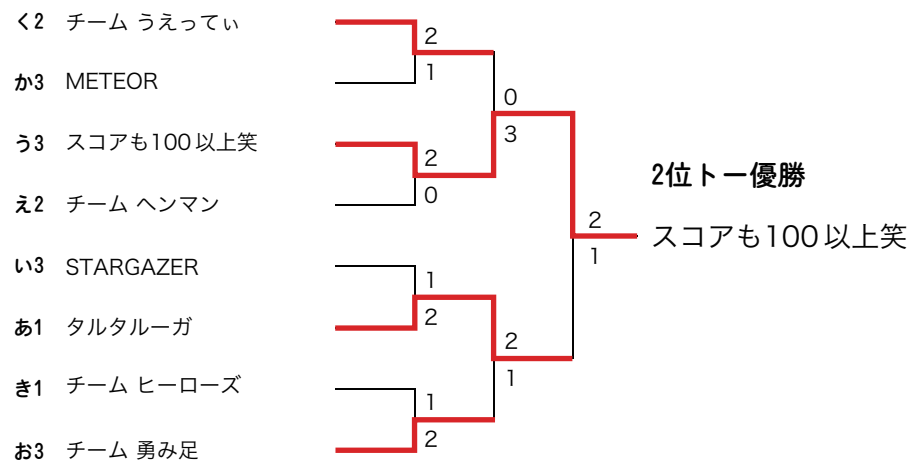 く2 チーム うえってぃ
2
1
か3 METEOR
0
3
う3 スコアも100以上笑
2
0
え2 チーム ヘンマン
2位トー優勝
2
1
スコアも100以上笑
い3 STARGAZER
1
2
あ1 タルタルーガ
2
1
き1 チーム ヒーローズ
1
2
お3 チーム 勇み足